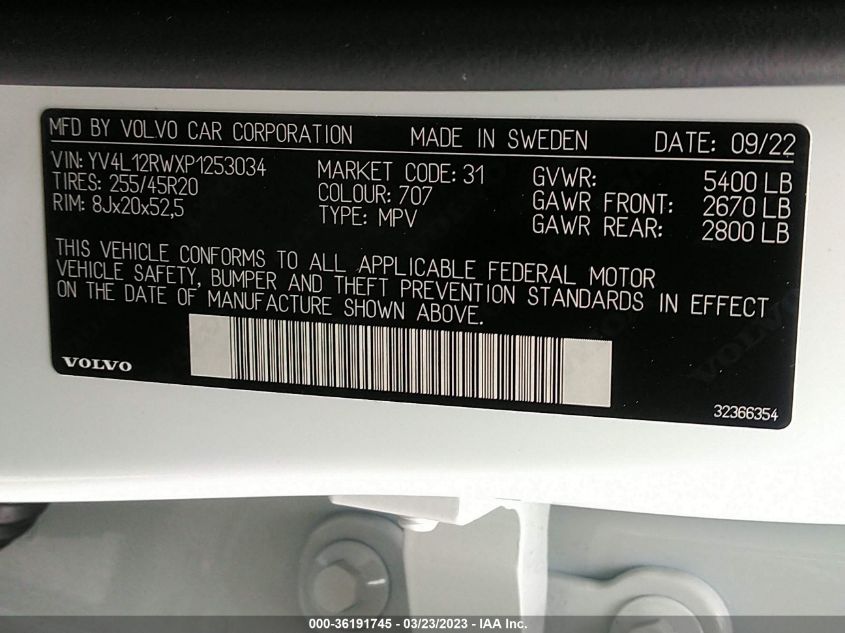 MFD BY VOLVO CAR CORPORATION MADE IN SWEDEN DATE: 09/22
VIN: YV4L12RWXP1253034 MARKET CODE: 31 GVWR: 5400 LB
TIRES: 255/45R20 COLOUR: 707 GAWR FRONT: 2670 LB
RIM: 8Jx20x52,5 TYPE: MPV GAWR REAR: 2800 LB
THIS VEHICLE CONFORMS TO ALL APPLICABLE FEDERAL MOTOR
VEHICLE SAFETY, BUMPER AND THEFT PREVENTION STANDARDS IN EFFECT
ON THE DATE OF MANUFACTURE SHOWN ABOVE.
VOLVO
VOLVO
32366354
000-36191745 - 03/23/2023 - IAA Inc.